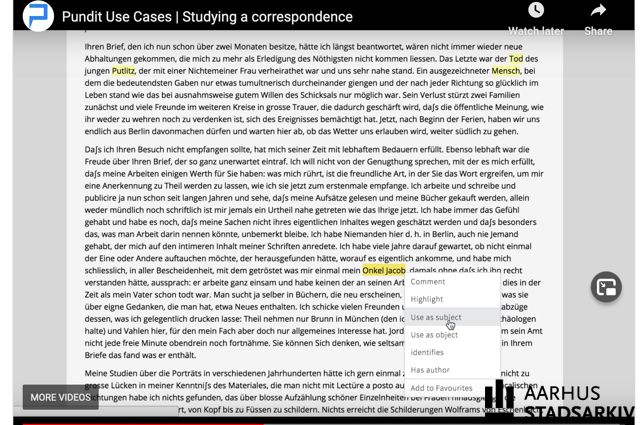 Pundit Use Cases | Studying a correspondence
Watch later
Share
Ihren Brief, den ich nun schon über zwei Monaten besitze, hätte ich längst beantwortet, wären nicht immer wieder neue
Abhaltungen gekommen, die mich zu mehr als Erledigung des Nöthigsten nicht kommen liessen. Das Letzte war der Tod des
jungen Putlitz, der mit einer Nichtemeiner Frau verheirathet war und uns sehr nahe stand. Ein ausgezeichneter Mensch, bei
dem die bedeutendsten Gaben nur etwas tumultnerisch durcheinander giengen und der nach jeder Richtung so glücklich im
Leben stand wie das bei ausnahmsweise gutem Willen des Schicksals nur möglich war. Sein Verlust stürzt zwei Familien
zunächst und viele Freunde im weiteren Kreise in grosse Trauer, die dadurch geschärft wird, daſs die öffentliche Meinung, wie
ihr weder zu wehren noch zu verdenken ist, sich des Ereignisses bemächtigt hat. Jetzt, nach Beginn der Ferien, haben wir uns
endlich aus Berlin davonmachen dürfen und warten hier ab, ob das Wetter uns erlauben wird, weiter südlich zu gehen.
Daſs ich Ihren Besuch nicht empfangen sollte, hat mich seiner Zeit mit lebhaftem Bedauern erfüllt. Ebenso lebhaft war die
Freude über Ihren Brief, der so ganz unerwartet eintraf. Ich will nicht von der Genugthung sprechen, mit der es mich erfüllt,
daſs meine Arbeiten einigen Werth für Sie haben: was mich rührt, ist die freundliche Art, in der Sie das Wort ergreifen, um mir
eine Anerkennung zu Theil werden zu lassen, wie ich sie jetzt zum erstenmale empfange. Ich arbeite und schreibe und
publicire ja nun schon seit langen Jahren und sehe, daſs meine Aufsätze gelesen und meine Bücher gekauft werden, allein
weder mündlich noch schriftlich ist mir jemals ein Urtheil nahe getreten wie das Ihrige jetzt. Ich habe immer das Gefühl
gehabt und habe es noch, daſs meine Sachen nicht ihres eigentlichen Inhaltes wegen geschätzt werden und daſs besonders
das, was man Arbeit darin nennen könnte, unbemerkt bleibe. Ich habe Niemanden hier d. h. in Berlin, auch nie Jemand
gehabt, der mich auf den intimeren Inhalt meiner Schriften anredete. Ich habe viele Jahre darauf gewartet, ob nicht einmal
der Eine oder Andere auftauchen möchte, der herausgefunden hätte, worauf es eigentlich ankomme, und habe mich
schliesslich, in aller Bescheidenheit, mit dem getröstet was mir einmal mein Onkel Jacob, damals ohne daſs ich ihn recht
verstanden hätte, aussprach: er arbeite ganz einsam und habe keinen der an seinen Arb
dies in der
Zeit als mein Vater schon todt war. Man sucht ja selber in Büchern, die neu erscheinen,
was sie
über eigne Gedanken, die man hat, etwa Neues enthalten. Ich schicke vielen Freunden
abzüge
dessen, was ich gelegentlich drucken lasse: Theil nehmen nur Brunn in München (den ic
häologen
halte) und Vahlen hier, für den mein Fach aber doch nur allgemeines Interesse hat. Jord
em Amt
nicht jede freie Minute obendrein noch fortnähme. Sie können Sich denken, wie seltsam
in Ihrem
Briefe das fand was er enthält.
Meine Studien über die Porträts in verschiedenen Jahrhunderten hätte ich gern einmal z
t zu
grosse Lücken in meiner Kenntniſs des Materiales, die man nicht mit Lectüre a posto au
chtungen habe ich nichts gefunden, das über blosse Aufzählung schöner Einzelnheiten bei Frauen
t, von Kopf bis zu Füssen zu schildern. Nichts erreicht die Schilderungen Wolframs von
Comment
Highlight
Use as subject
Use as object
identifies
Has author
Add to Favourites
MORE VIDEOS
AARHUS
STADSARKIV